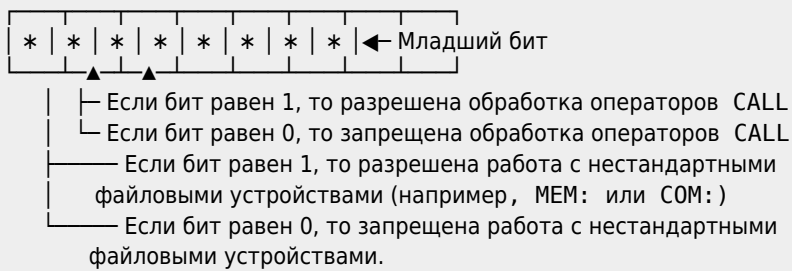 ┌───┬───┬───┬───┬───┬───┬───┬───┐
│ * │ * │ * │ * │ * │ * │ * │ * │◄─ Младший бит
└───┴─▲─┴─▲─┴───┴───┴───┴───┴───┘
│ ├─ Если бит равен 1, то разрешена обработка операторов CALL
│ └─ Если бит равен 0, то запрещена обработка операторов CALL
├───── Если бит равен 1, то разрешена работа с нестандартными
│ файловыми устройствами (например, MEM: или COM:)
└───── Если бит равен 0, то запрещена работа с нестандартными
файловыми устройствами.